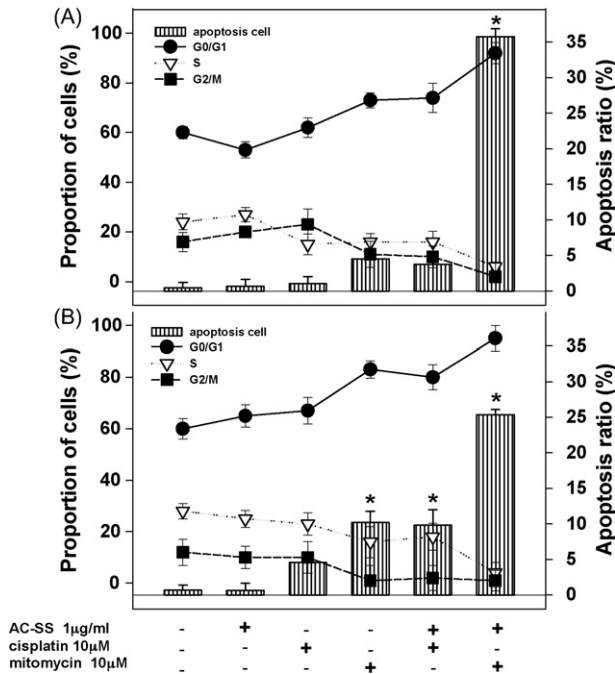 (A)
apoptosis cell
G0/G1
S
G2/M
Proportion of cells (%)
100
80
60
40
20
0
*
Apoptosis ratio (%)
35
30
25
20
15
10
5
0
(B)
apoptosis cell
G0/G1
S
G2/M
Proportion of cells (%)
100
80
60
40
20
0
* * *
Apoptosis ratio (%)
35
30
25
20
15
10
5
0
AC-SS 1μg/ml - + - - + +
cisplatin 10μM - - + - + -
mitomycin 10μM - - - + - +